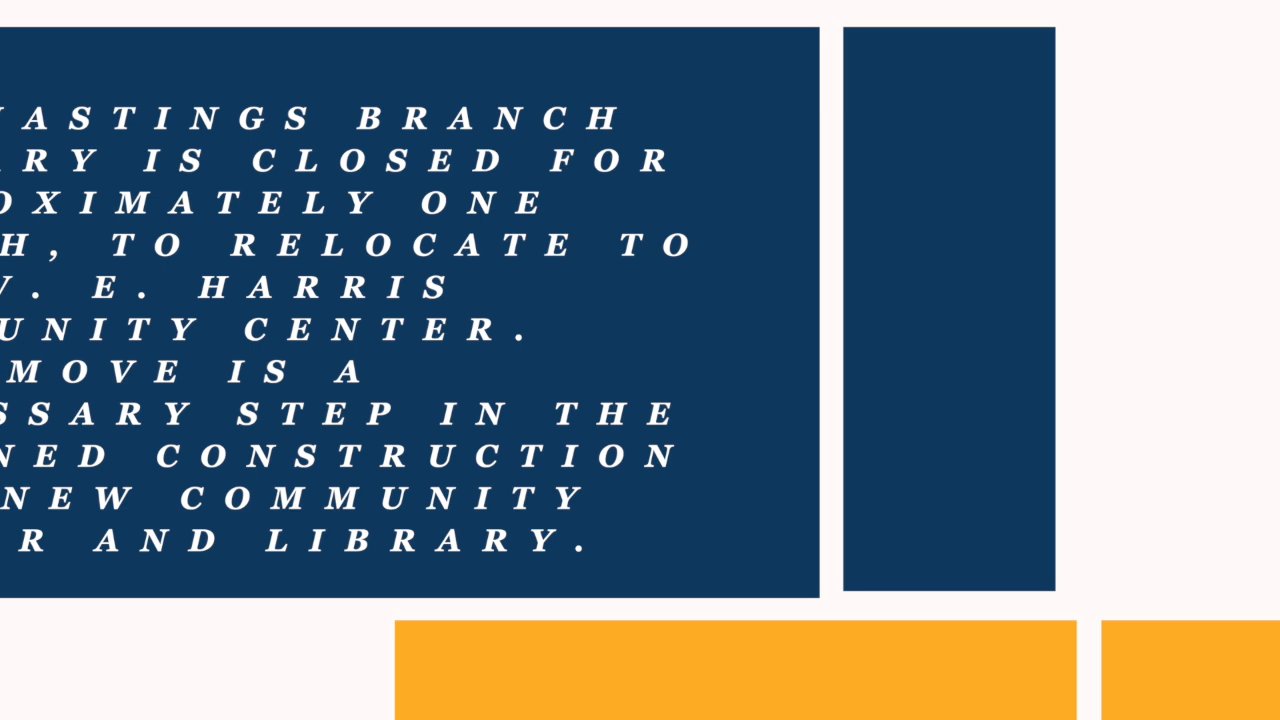 ASTINGS BRANCH
RY IS CLOSED FOR
OXIMATELY ONE
H, TO RELOCATE TO
. E. HARRIS
UNITY CENTER.
MOVE IS A
SSARY STEP IN THE
NED CONSTRUCTION
NEW COMMUNITY
R AND LIBRARY.